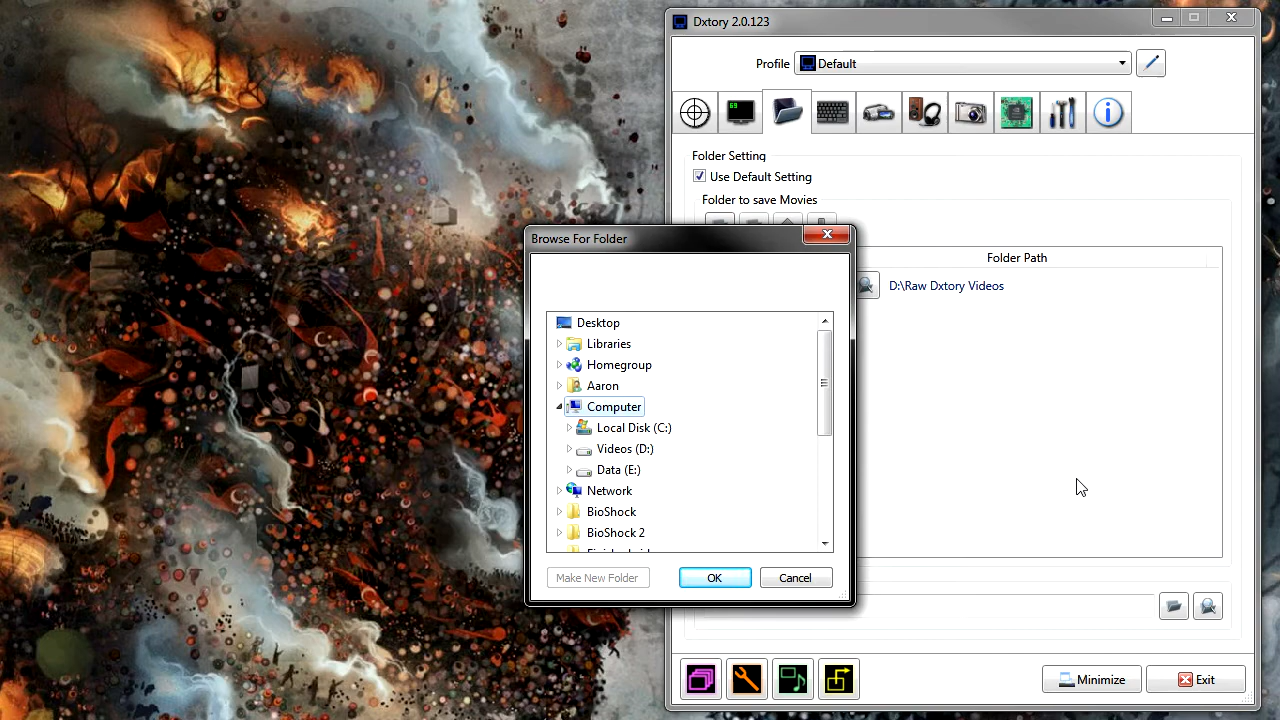 Dxtory 2.0.123
Profile
Default
69
Folder Setting
Use Default Setting
Folder to save Movies
Folder Path
D:\Raw Dxtory Videos
Browse For Folder
Desktop
Libraries
Homegroup
Aaron
Computer
Local Disk (C:)
Videos (D:)
Data (E:)
Network
BioShock
BioShock 2
Make New Folder
OK
Cancel
Minimize
Exit